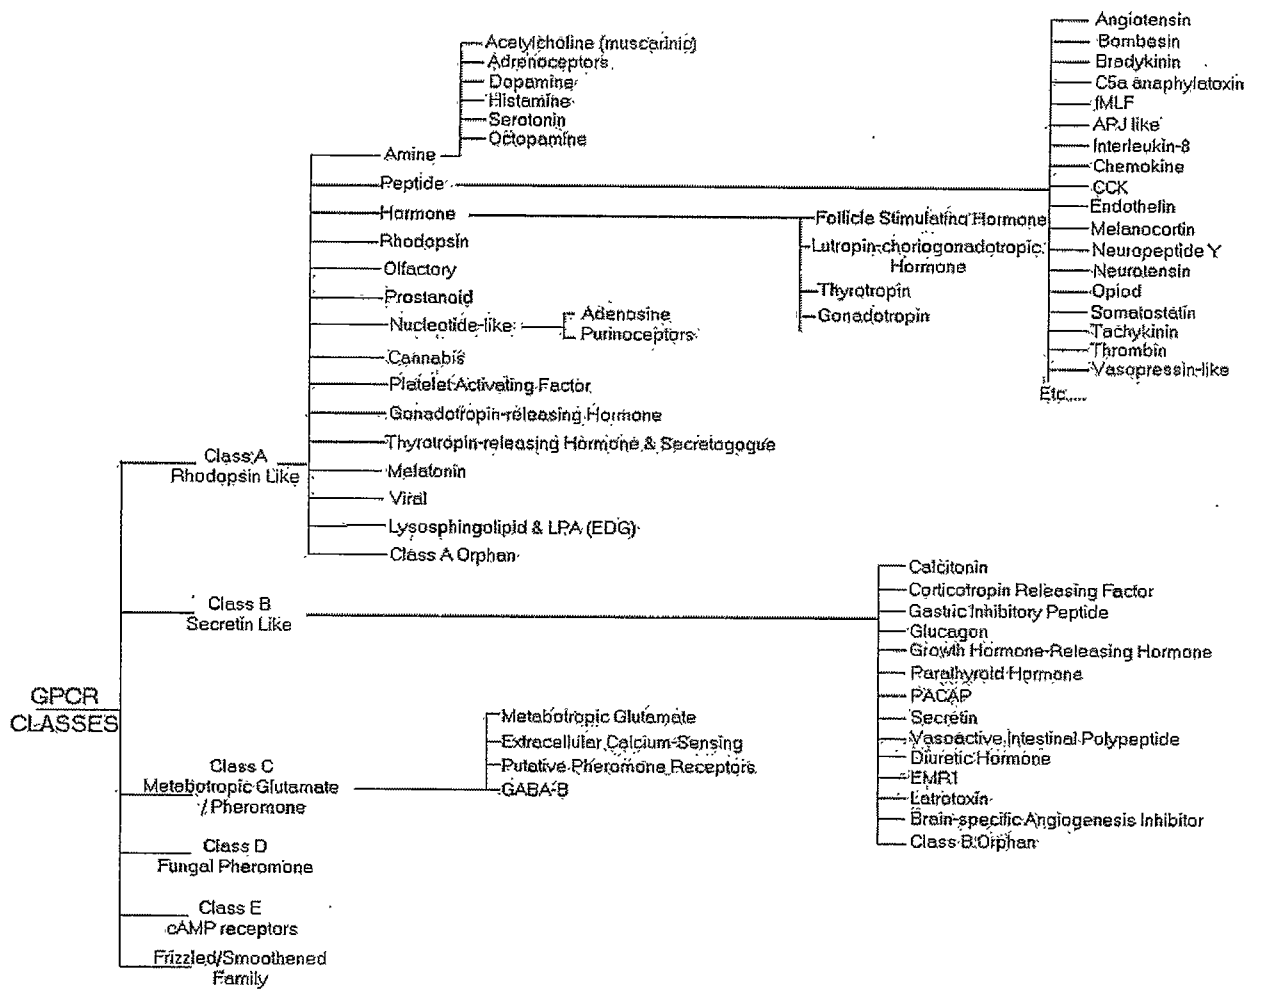 GPCR
CLASSES
Class A
Rhodopsin Like
Amine
Acetylcholine (muscarinic)
Adrenoceptors
Dopamine
Histamine
Serotonin
Octopamine
Peptide
Angiotensin
Bombesin
Bradykinin
C5a anaphylatoxin
fMLF
APJ like
Interleukin-8
Chemokine
CCK
Endothelin
Melanocortin
Neuropeptide Y
Neurotensin
Opiod
Somatostatin
Tachykinin
Thrombin
Vasopressin-like
Etc....
Hormone
Follicle Stimulating Hormone
Lutropin-choriogonadotropic
Hormone
Thyrotropin
Gonadotropin
Rhodopsin
Olfactory
Prostanoid
Nucleotide-like
Adenosine
Purinoceptors
Cannabis
Platelet Activating Factor
Gonadotropin-releasing Hormone
Thyrotropin-releasing Hormone & Secretogogue
Melatonin
Viral
Lysosphingolipid & LPA (EDG)
Class A Orphan
Class B
Secretin Like
Calcitonin
Corticotropin Releasing Factor
Gastric Inhibitory Peptide
Glucagon
Growth Hormone-Releasing Hormone
Parathyroid Hormone
PACAP
Secretin
Vasoactive Intestinal Polypeptide
Diuretic Hormone
EMR1
Latrotoxin
Brain-specific Angiogenesis Inhibitor
Class B Orphan
Class C
Metabotropic Glutamate
/ Pheromone
Metabotropic Glutamate
Extracellular Calcium-Sensing
Putative Pheromone Receptors
GABA-B
Class D
Fungal Pheromone
Class E
cAMP receptors
Frizzled/Smoothened
Family